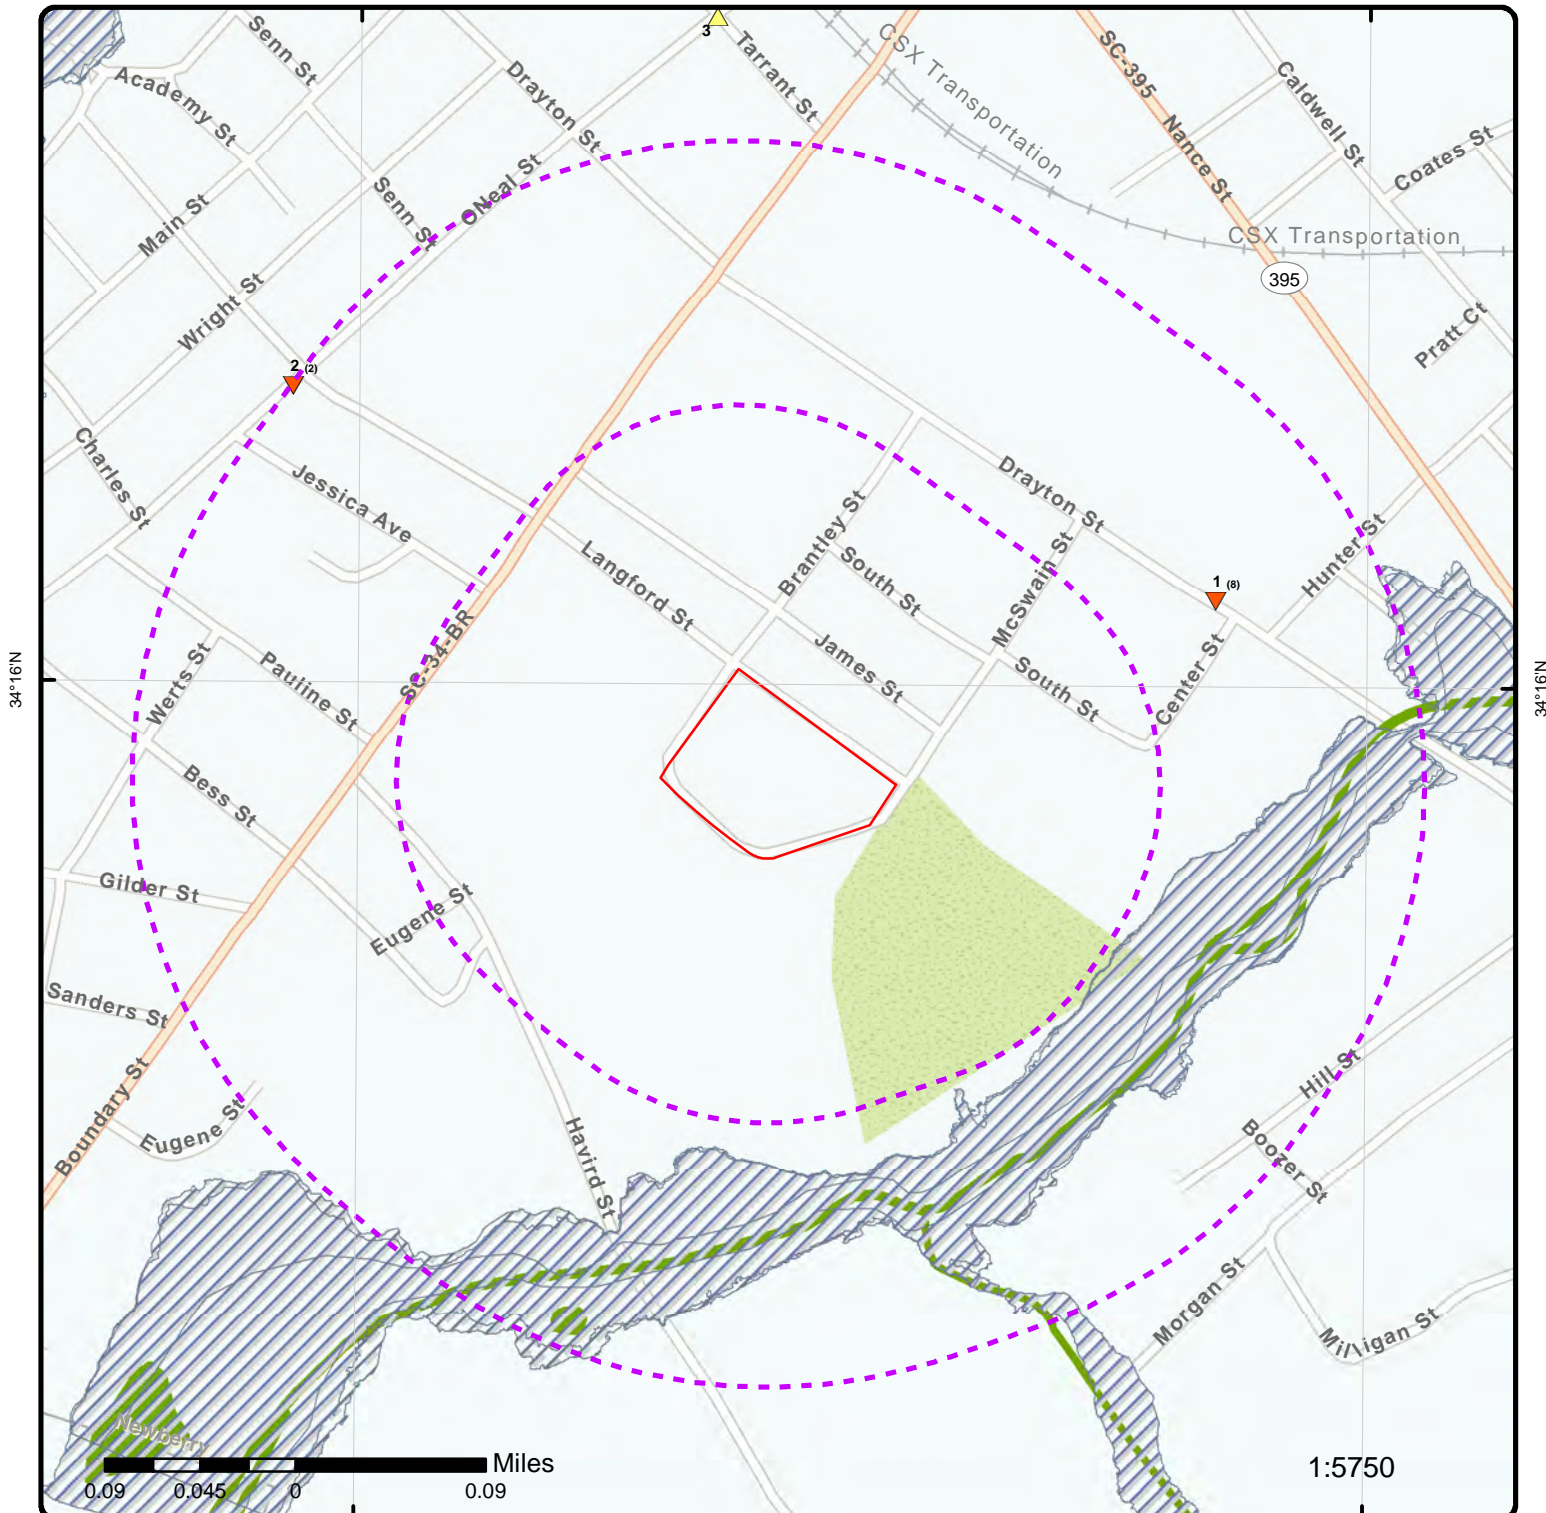 3
Senn St
Academy St
Drayton St
Tarrant St
CSX Transportation
SC-395
Nance St
Caldwell St
Coates St
Main St
Senn St
ONeal St
CSX Transportation
395
Wright St
Pratt Ct
2 (2)
Charles St
Jessica Ave
Drayton St
Langford St
Brantley St
South St
McSwain St
Hunter St
1 (8)
34°16'N
34°16'N
Werts St
Pauline St
SC-34-BR
James St
South St
Center St
Bess St
Gilder St
Eugene St
Sanders St
Boundary St
Eugene St
Havird St
Hill St
Boozer St
Morgan St
Milligan St
Newberry
Miles
0.09 0.045 0 0.09
1:5750